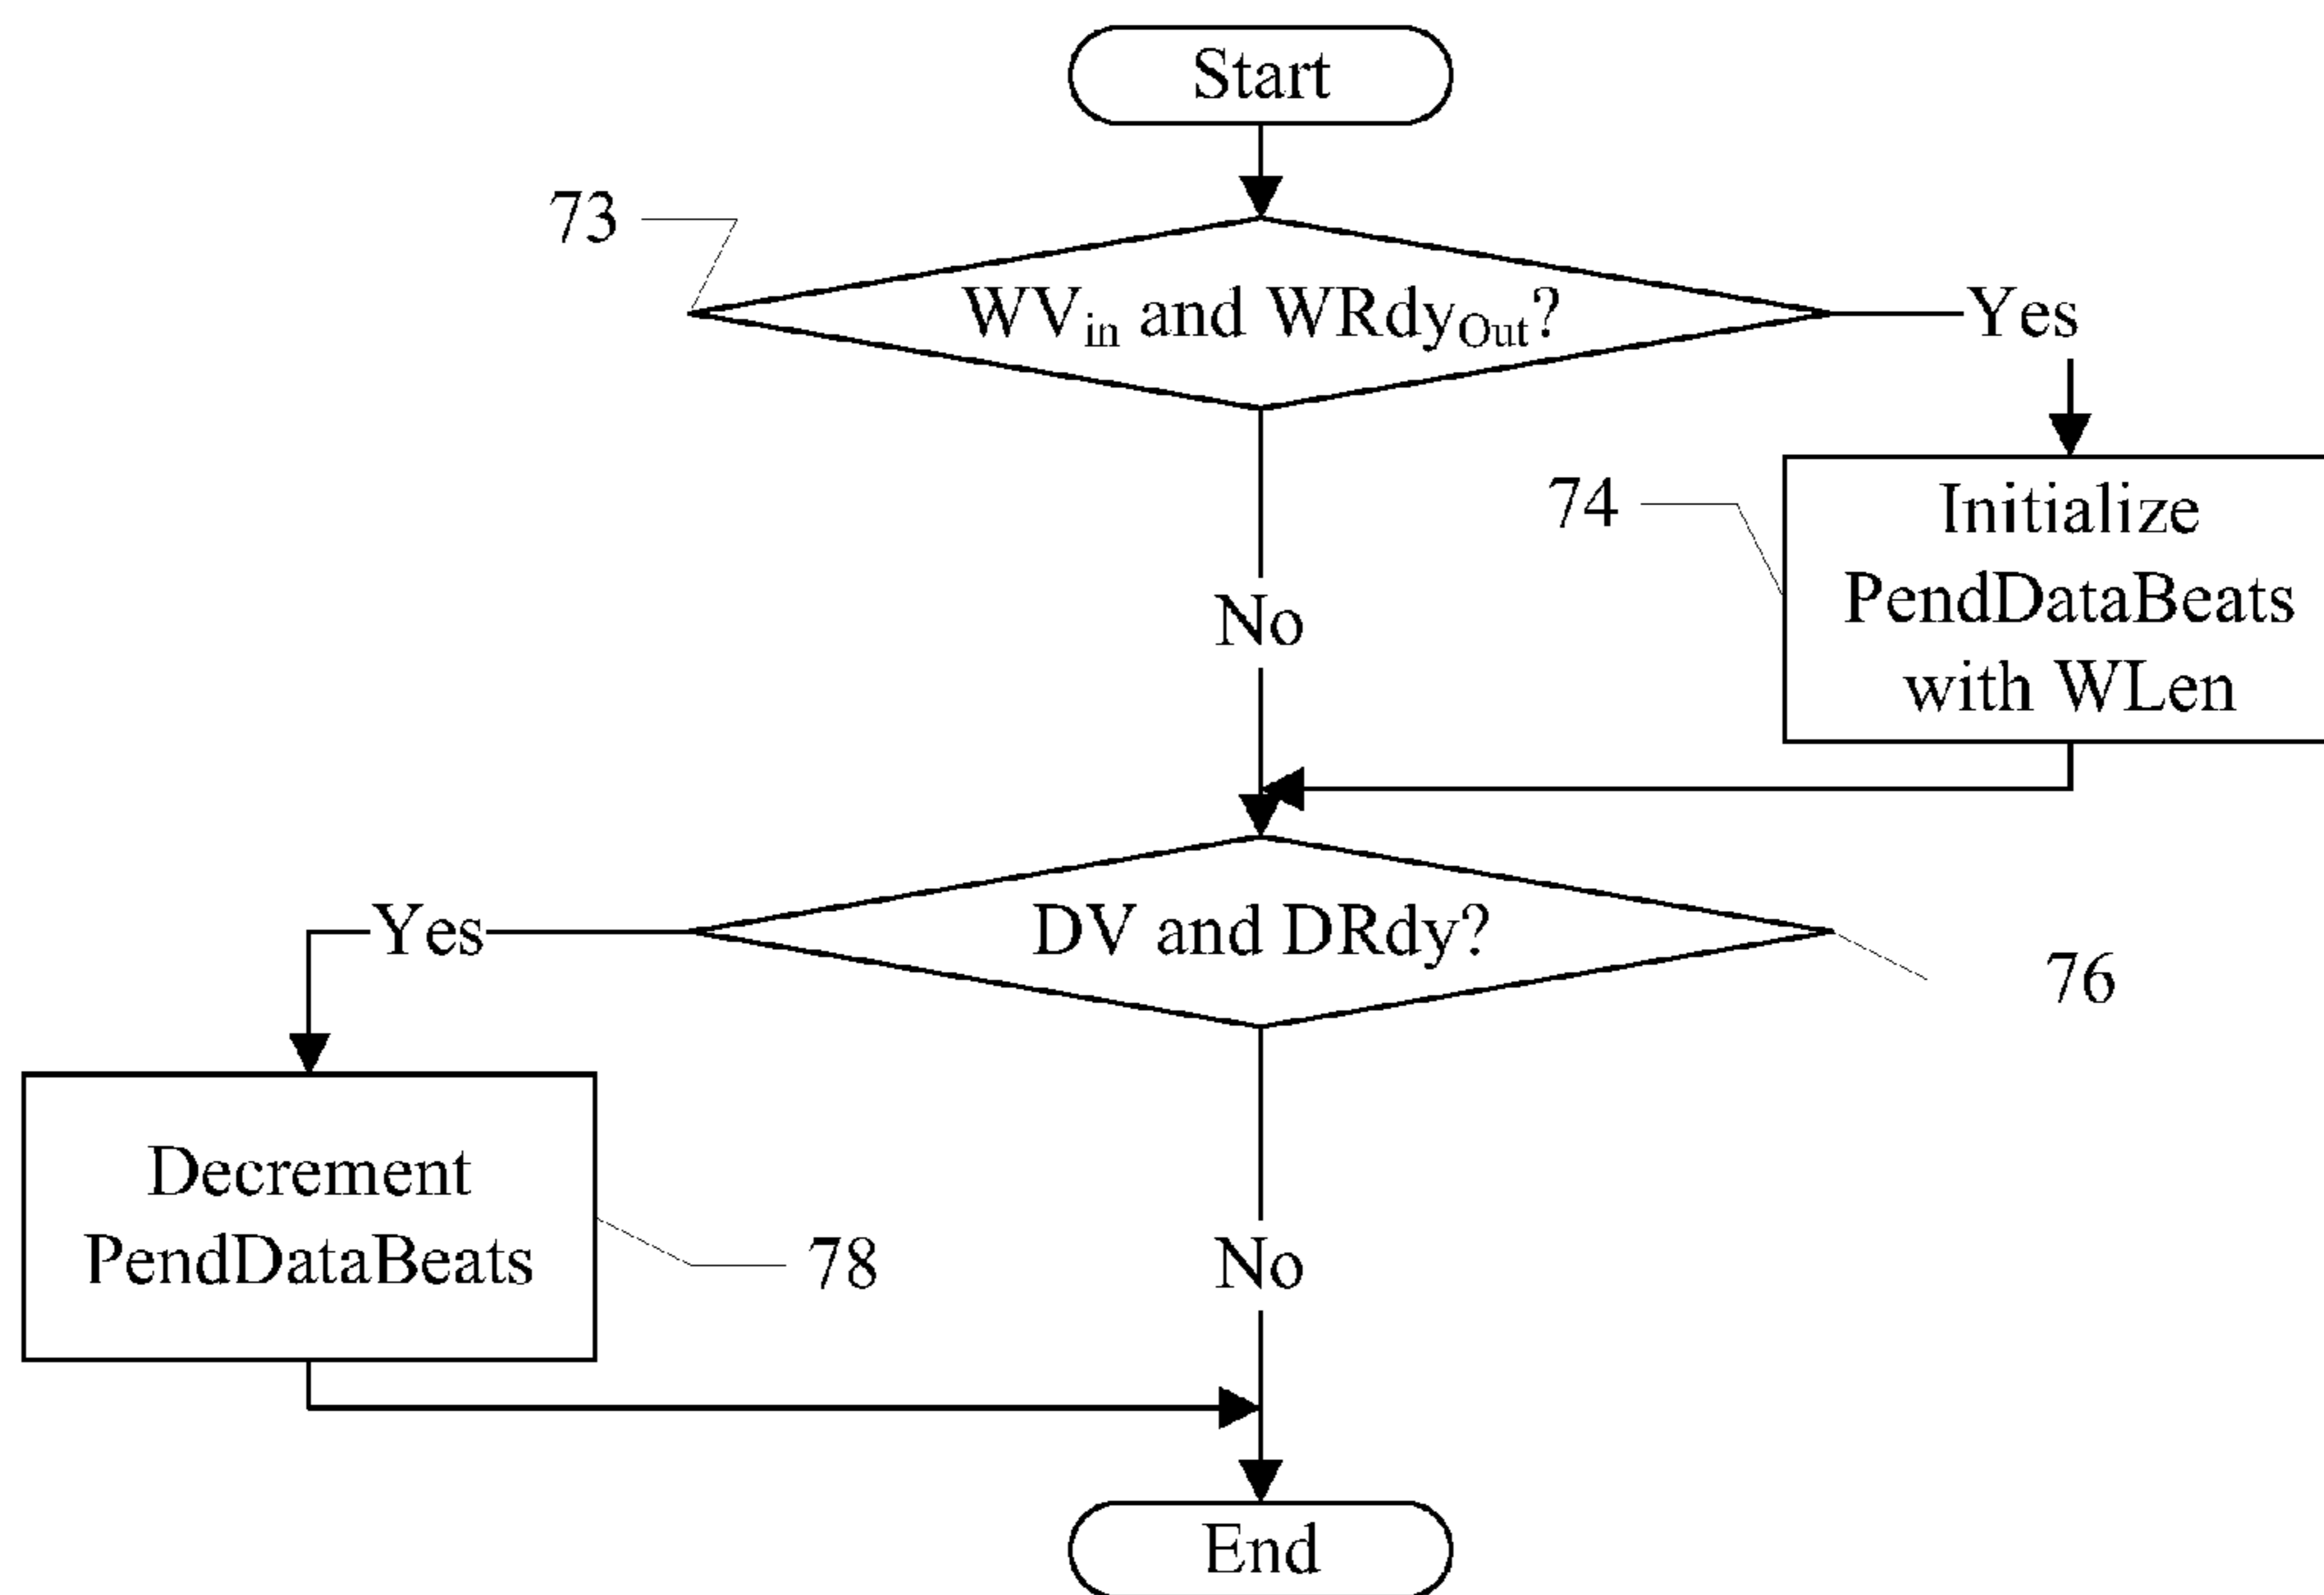 Start
73
WVin and WRdyOut?
Yes
74
Initialize
PendDataBeats
with WLen
No
Yes
DV and DRdy?
76
Decrement
PendDataBeats
78
No
End